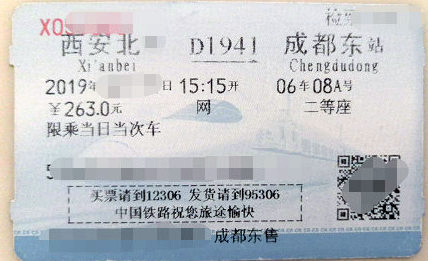 X0
检
西安北 D1941 成都东站
Xi'anbei Chengdudong
2019年 日 15:15开 06车08A号
￥263.0元 网 二等座
限乘当日当次车
买票请到12306 发货请到95306
中国铁路祝您旅途愉快
成都东售